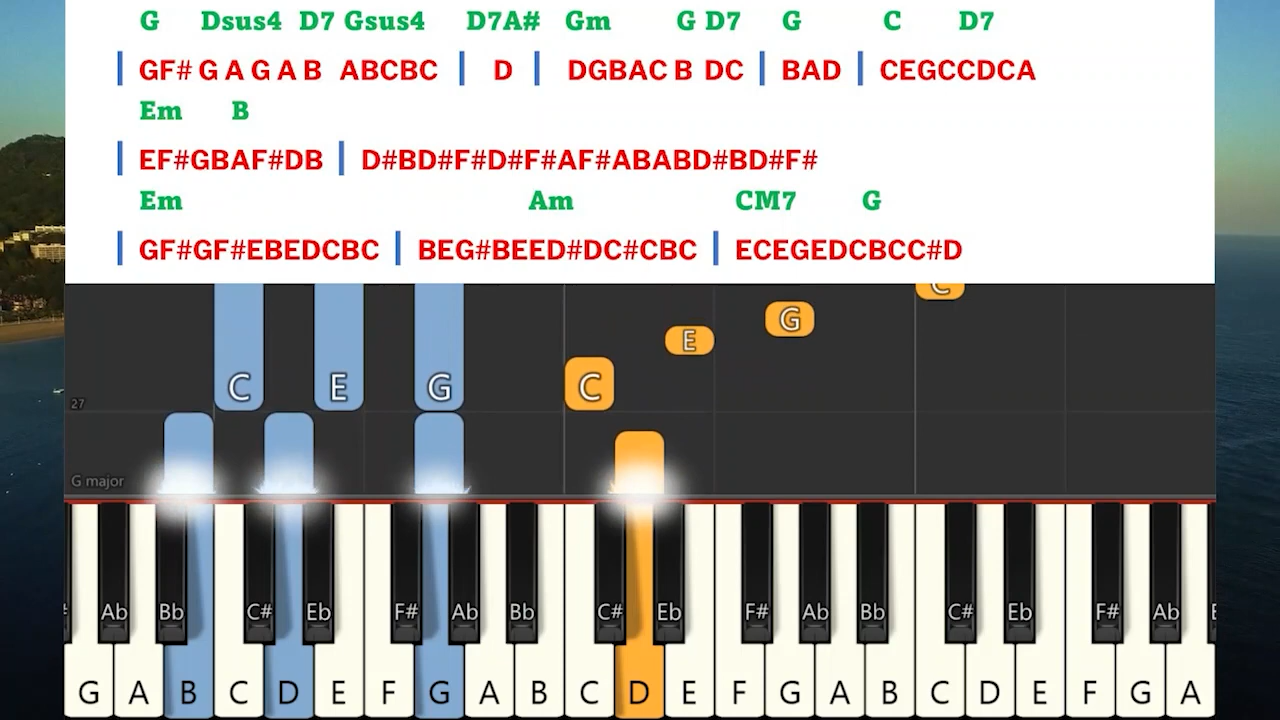 G Dsus4 D7 Gsus4 D7A# Gm G D7 G C D7
| GF# G A G A B ABCBC | D | DGBAC B DC | BAD | CEGCCDCA
Em B
| EF#GBAF#DB | D#BD#F#D#F#AF#ABABD#BD#F#
Em Am CM7 G
| GF#GF#EBEDCBC | BEG#BEED#DC#CBC | ECEGEDCBCC#D
C
G
E
C E G C
27
G major
Ab Bb C# Eb F# Ab Bb C# Eb F# Ab Bb C# Eb F# Ab
G A B C D E F G A B C D E F G A B C D E F G A